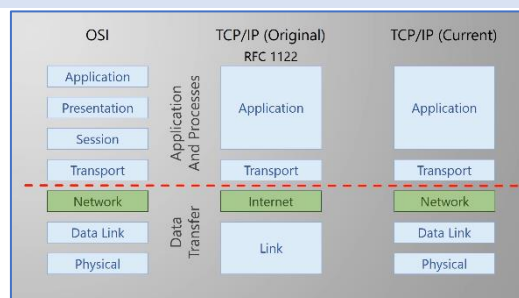 OSI
TCP/IP (Original)
RFC 1122
TCP/IP (Current)
Application
Presentation
Session
Transport
Network
Data Link
Physical
Application
And Processes
Data
Transfer
Application
Transport
Internet
Link
Application
Transport
Network
Data Link
Physical